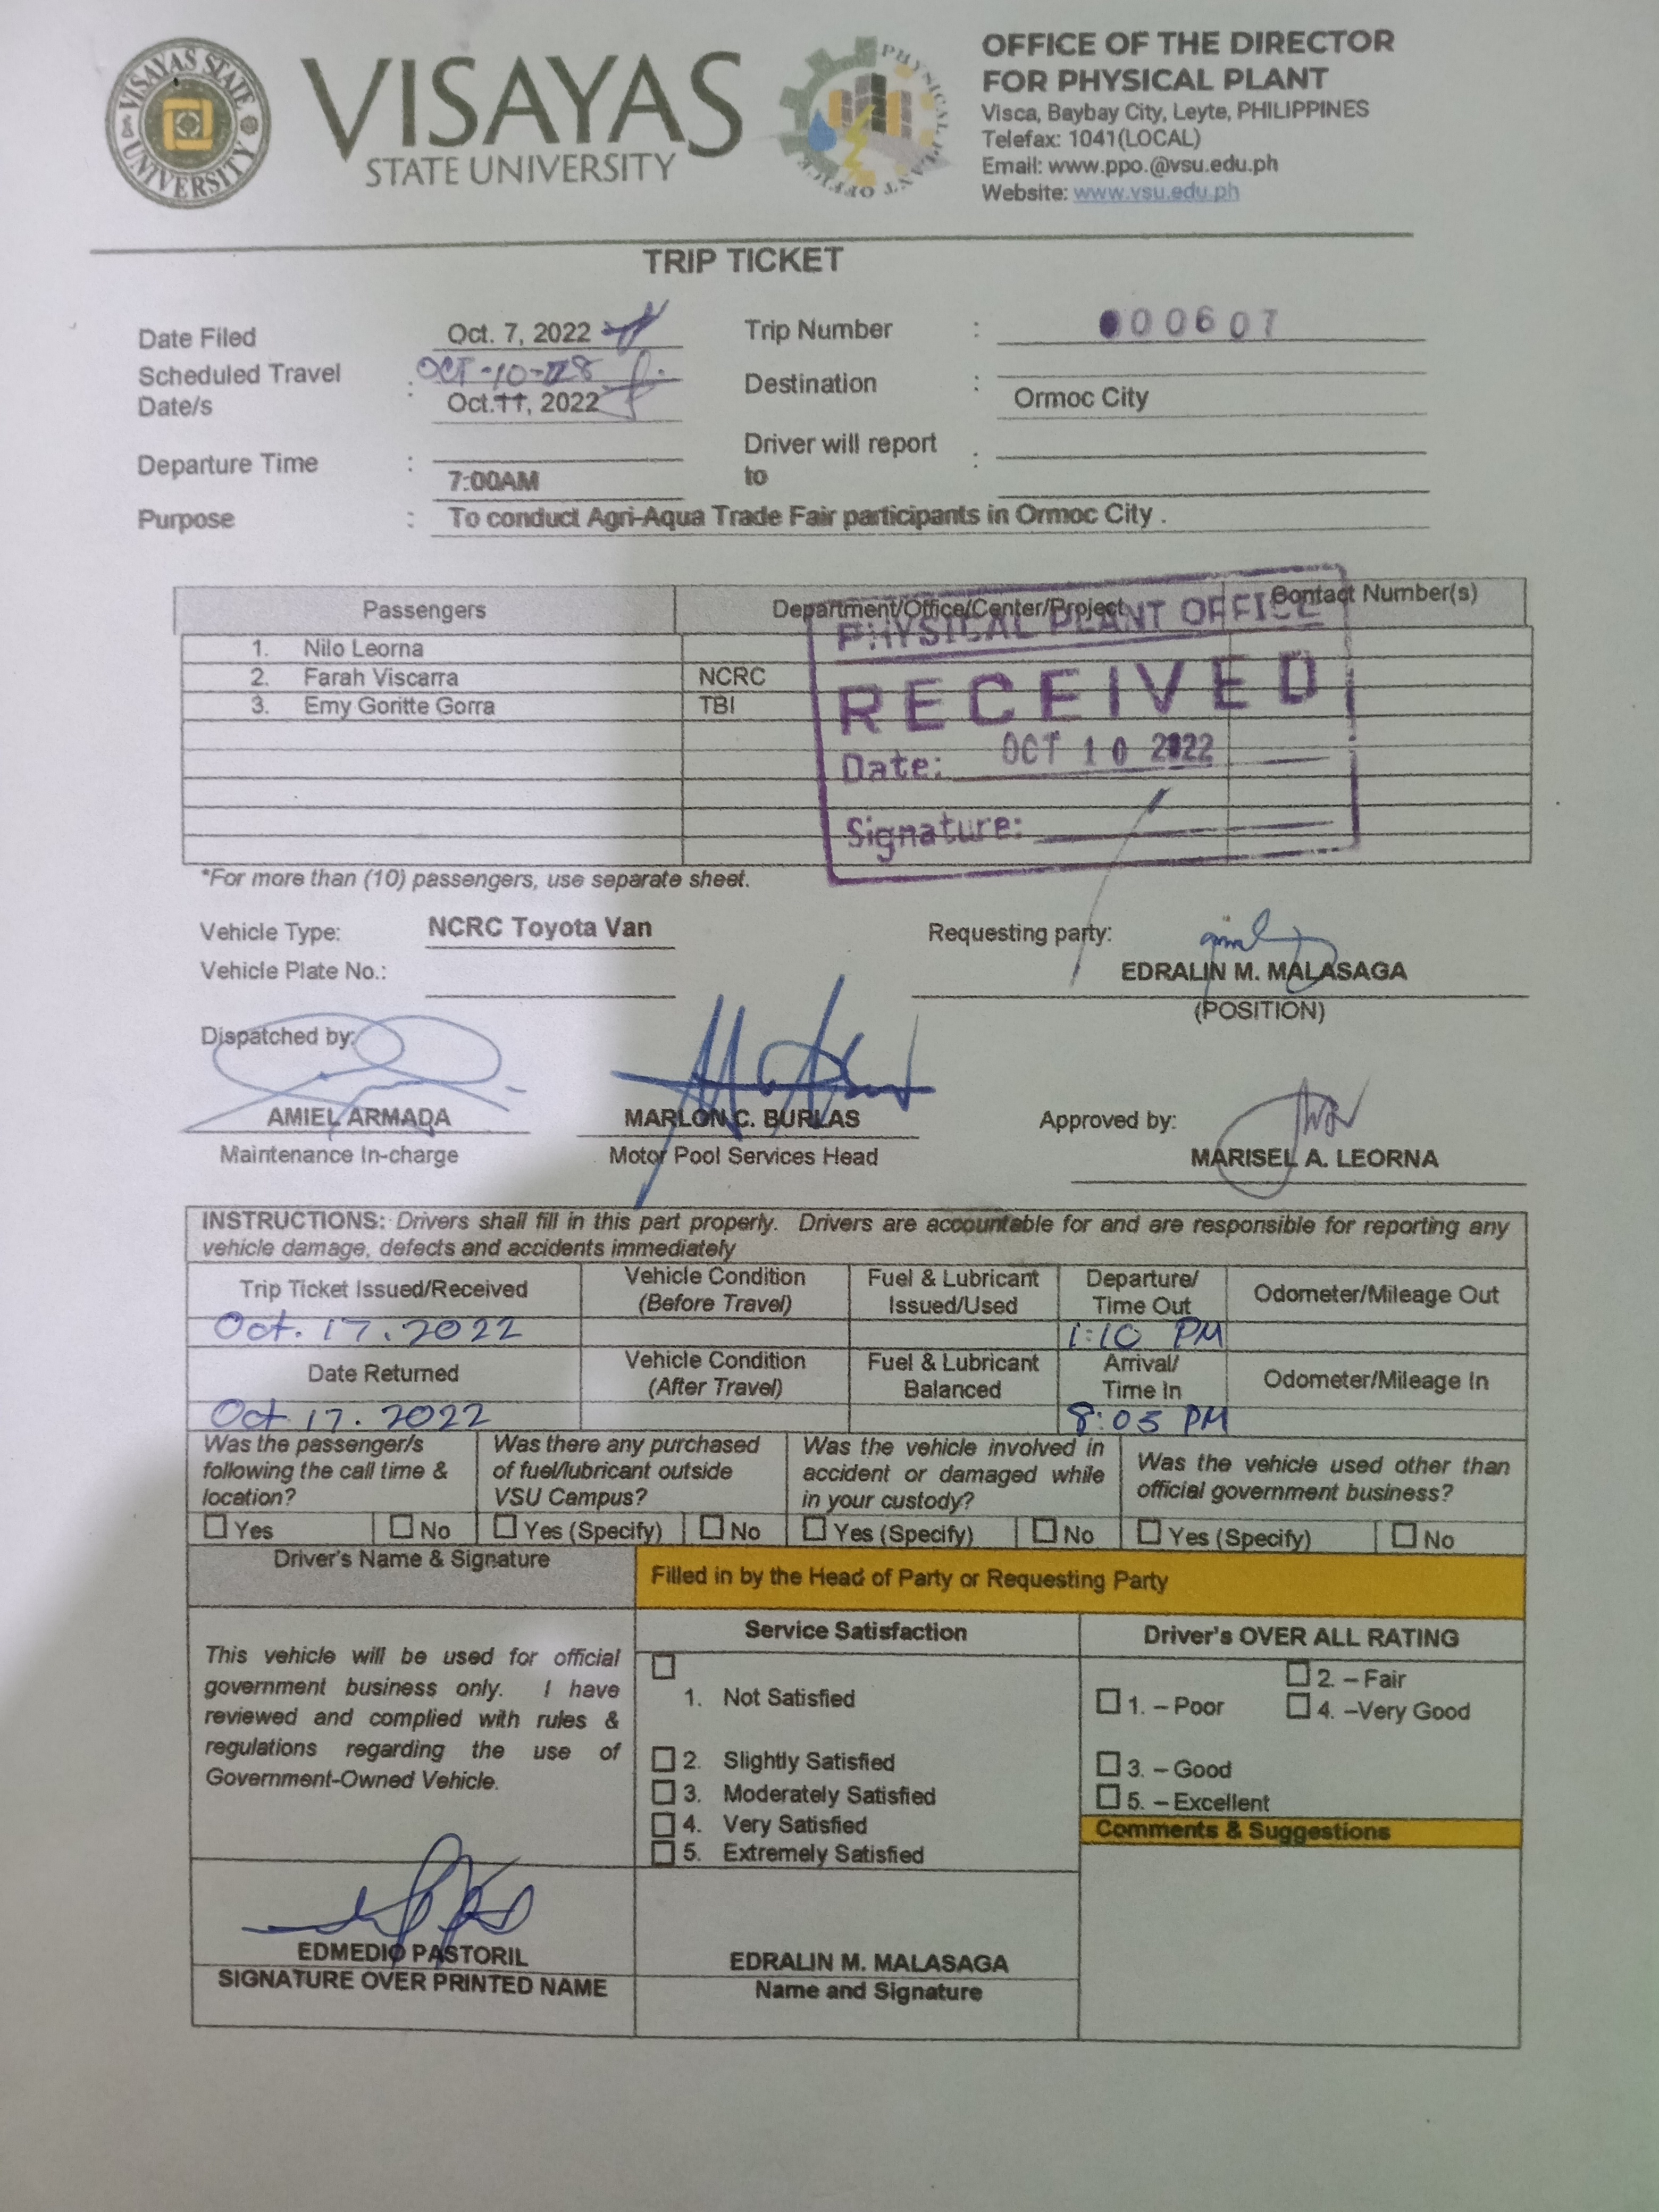 VISAYAS STATE UNIVERSITY
VISAYAS
STATE UNIVERSITY
PHYSICAL PLANT OFFICE
OFFICE OF THE DIRECTOR
FOR PHYSICAL PLANT
Visca, Baybay City, Leyte, PHILIPPINES
Telefax: 1041(LOCAL)
Email: www.ppo.@vsu.edu.ph
Website: www.vsu.edu.ph
TRIP TICKET
Date Filed Oct. 7, 2022 Trip Number : 000607
Scheduled Travel Date/s : OCT-10- 28 Oct.11, 2022
Destination : Ormoc City
Departure Time : 7:00AM
Driver will report to :
Purpose : To conduct Agri-Aqua Trade Fair participants in Ormoc City .
Passengers Department/Office/Center/Project Contact Number(s)
1. Nilo Leorna
2. Farah Viscarra NCRC
3. Emy Goritte Gorra TBI
PHYSICAL PLANT OFFICE
RECEIVED
Date: OCT 10 2022
Signature:
*For more than (10) passengers, use separate sheet.
Vehicle Type: NCRC Toyota Van
Requesting party:
EDRALIN M. MALASAGA
(POSITION)
Vehicle Plate No.:
Dispatched by:
AMIEL ARMADA
Maintenance In-charge
MARLON C. BURLAS
Motor Pool Services Head
Approved by:
MARISEL A. LEORNA
INSTRUCTIONS: Drivers shall fill in this part properly. Drivers are accountable for and are responsible for reporting any
vehicle damage, defects and accidents immediately
Trip Ticket Issued/Received
Vehicle Condition (Before Travel)
Fuel & Lubricant Issued/Used
Departure/ Time Out
Odometer/Mileage Out
Oct. 17. 2022 1:10 PM
Date Returned
Vehicle Condition (After Travel)
Fuel & Lubricant Balanced
Arrival/ Time In
Odometer/Mileage In
Oct 17. 2022 8:05 PM
Was the passenger/s following the call time & location?
Was there any purchased of fuel/lubricant outside VSU Campus?
Was the vehicle involved in accident or damaged while in your custody?
Was the vehicle used other than official government business?
Yes No Yes (Specify) No Yes (Specify) No Yes (Specify) No
Driver's Name & Signature
Filled in by the Head of Party or Requesting Party
This vehicle will be used for official
government business only. I have
reviewed and complied with rules &
regulations regarding the use of
Government-Owned Vehicle.
Service Satisfaction
1. Not Satisfied
2. Slightly Satisfied
3. Moderately Satisfied
4. Very Satisfied
5. Extremely Satisfied
Driver's OVER ALL RATING
2. – Fair
1. – Poor
4. –Very Good
3. – Good
5. – Excellent
Comments & Suggestions
EDMEDIO PASTORIL
SIGNATURE OVER PRINTED NAME
EDRALIN M. MALASAGA
Name and Signature